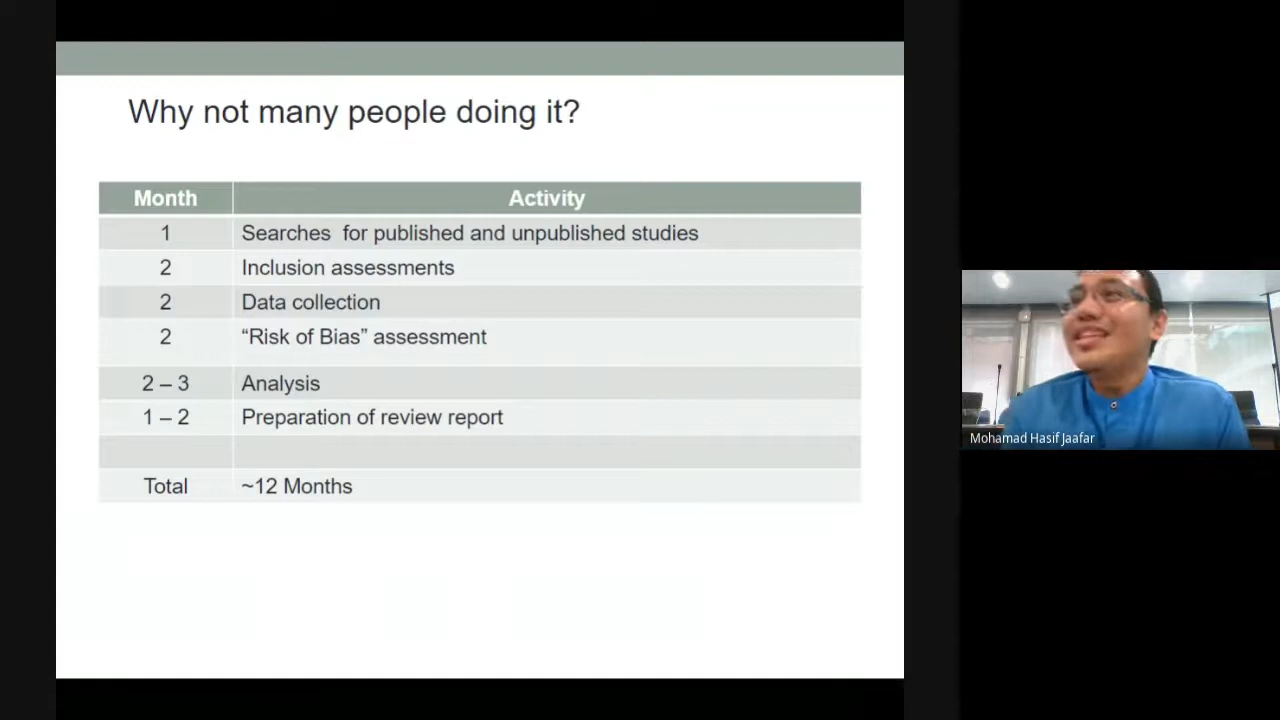 Why not many people doing it?
Month Activity
1 Searches for published and unpublished studies
2 Inclusion assessments
2 Data collection
2 “Risk of Bias” assessment
2 – 3 Analysis
1 – 2 Preparation of review report
Total ~12 Months
Mohamad Hasif Jaafar